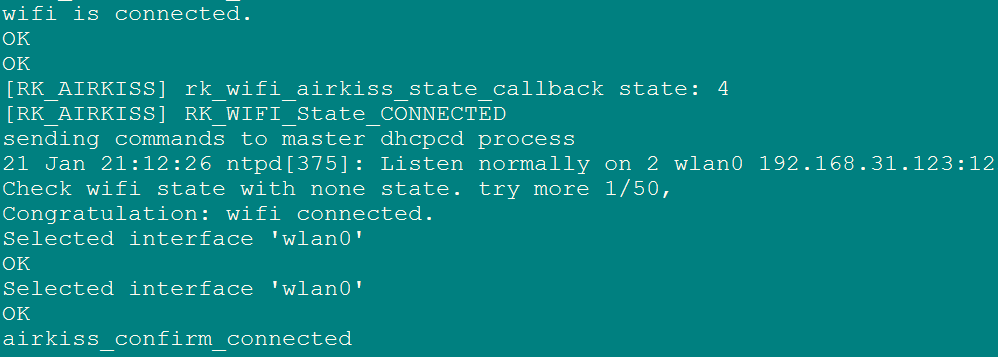 wifi is connected.
OK
OK
[RK_AIRKISS] rk_wifi_airkiss_state_callback state: 4
[RK_AIRKISS] RK_WIFI_State_CONNECTED
sending commands to master dhcpcd process
21 Jan 21:12:26 ntpd[375]: Listen normally on 2 wlan0 192.168.31.123:12
Check wifi state with none state. try more 1/50,
Congratulation: wifi connected.
Selected interface 'wlan0'
OK
Selected interface 'wlan0'
OK
airkiss_confirm_connected